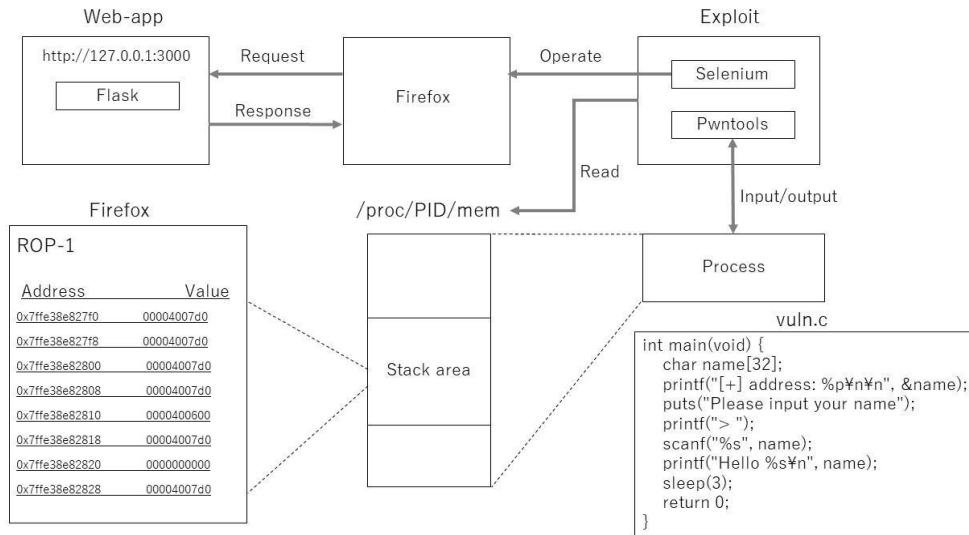 Web-app
http://127.0.0.1:3000
Flask
Request
Response
Firefox
Operate
Exploit
Selenium
Pwntools
Read
Input/output
Firefox
ROP-1
Address Value
0x7ffe38e827f0 00004007d0
0x7ffe38e827f8 00004007d0
0x7ffe38e82800 00004007d0
0x7ffe38e82808 00004007d0
0x7ffe38e82810 0000400600
0x7ffe38e82818 00004007d0
0x7ffe38e82820 0000000000
0x7ffe38e82828 00004007d0
/proc/PID/mem
Stack area
Process
vuln.c
int main(void) {
char name[32];
printf("[+] address: %p¥n¥n", &name);
puts("Please input your name");
printf("> ");
scanf("%s", name);
printf("Hello %s¥n", name);
sleep(3);
return 0;
}